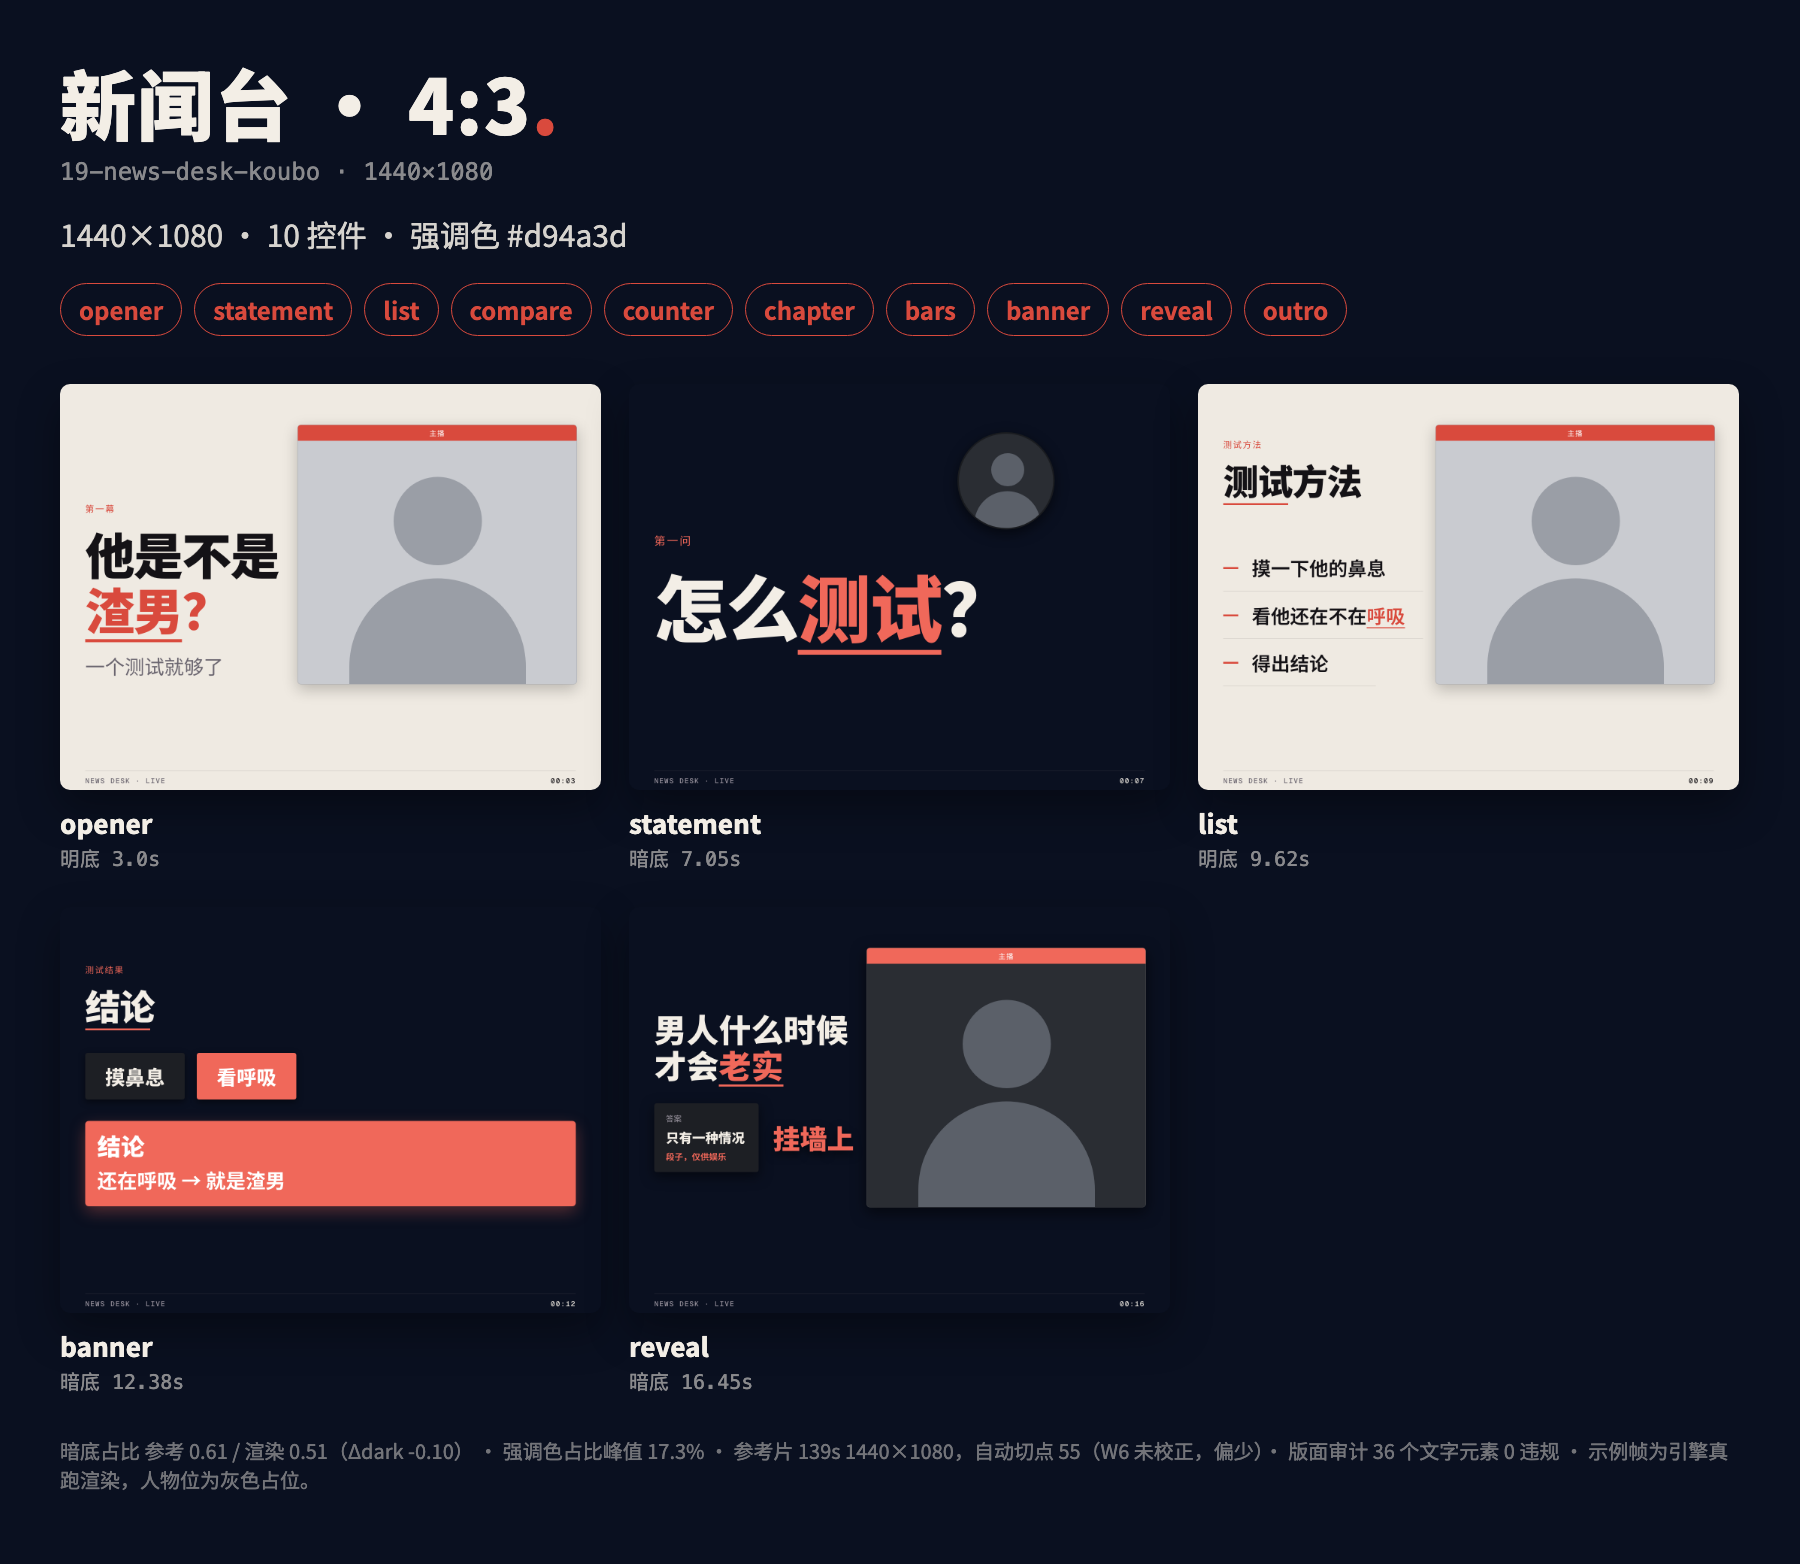 新闻台 · 4:3.
19-news-desk-koubo · 1440×1080
1440×1080 · 10 控件 · 强调色 #d94a3d
opener statement list compare counter chapter bars banner reveal outro
主播
第一幕
他是不是
渣男?
一个测试就够了
NEWS DESK · LIVE 00:03
opener
明底 3.0s
第一问
怎么测试?
NEWS DESK · LIVE 00:07
statement
暗底 7.05s
主播
测试方法
测试方法
摸一下他的鼻息
看他还在不在呼吸
得出结论
NEWS DESK · LIVE 00:09
list
明底 9.62s
测试结果
结论
摸鼻息 看呼吸
结论
还在呼吸 → 就是渣男
NEWS DESK · LIVE 00:12
banner
暗底 12.38s
主播
男人什么时候
才会老实
答案
只有一种情况
段子，仅供娱乐
挂墙上
NEWS DESK · LIVE 00:16
reveal
暗底 16.45s
暗底占比 参考 0.61 / 渲染 0.51（Δdark -0.10） · 强调色占比峰值 17.3% · 参考片 139s 1440×1080，自动切点 55（W6 未校正，偏少）· 版面审计 36 个文字元素 0 违规 · 示例帧为引擎真
跑渲染，人物位为灰色占位。